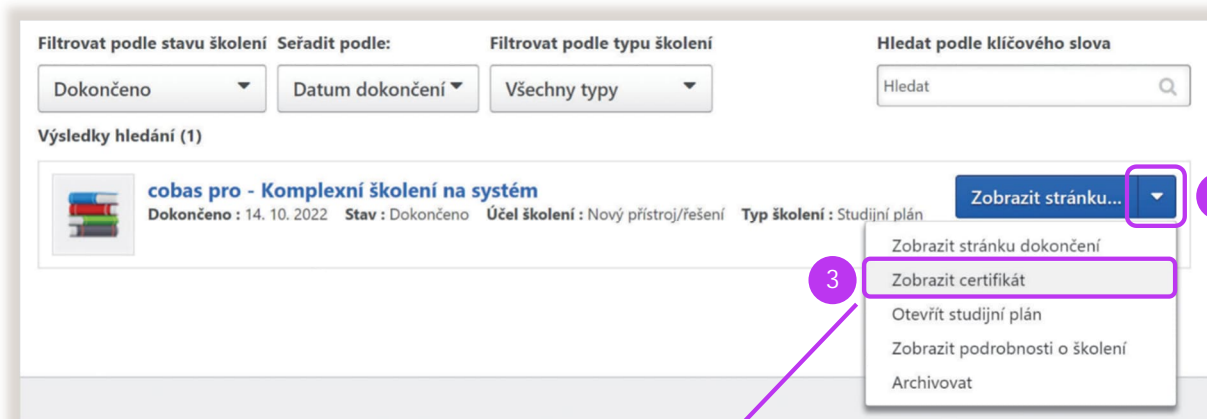 Filtrovat podle stavu školení Seřadit podle: Filtrovat podle typu školení Hledat podle klíčového slova
Dokončeno Datum dokončení Všechny typy Hledat
Výsledky hledání (1)
cobas pro - Komplexní školení na systém
Dokončeno : 14. 10. 2022 Stav : Dokončeno Účel školení : Nový přístroj/řešení Typ školení : Studijní plán
Zobrazit stránku...
Zobrazit stránku dokončení
3 Zobrazit certifikát
Otevřít studijní plán
Zobrazit podrobnosti o školení
Archivovat